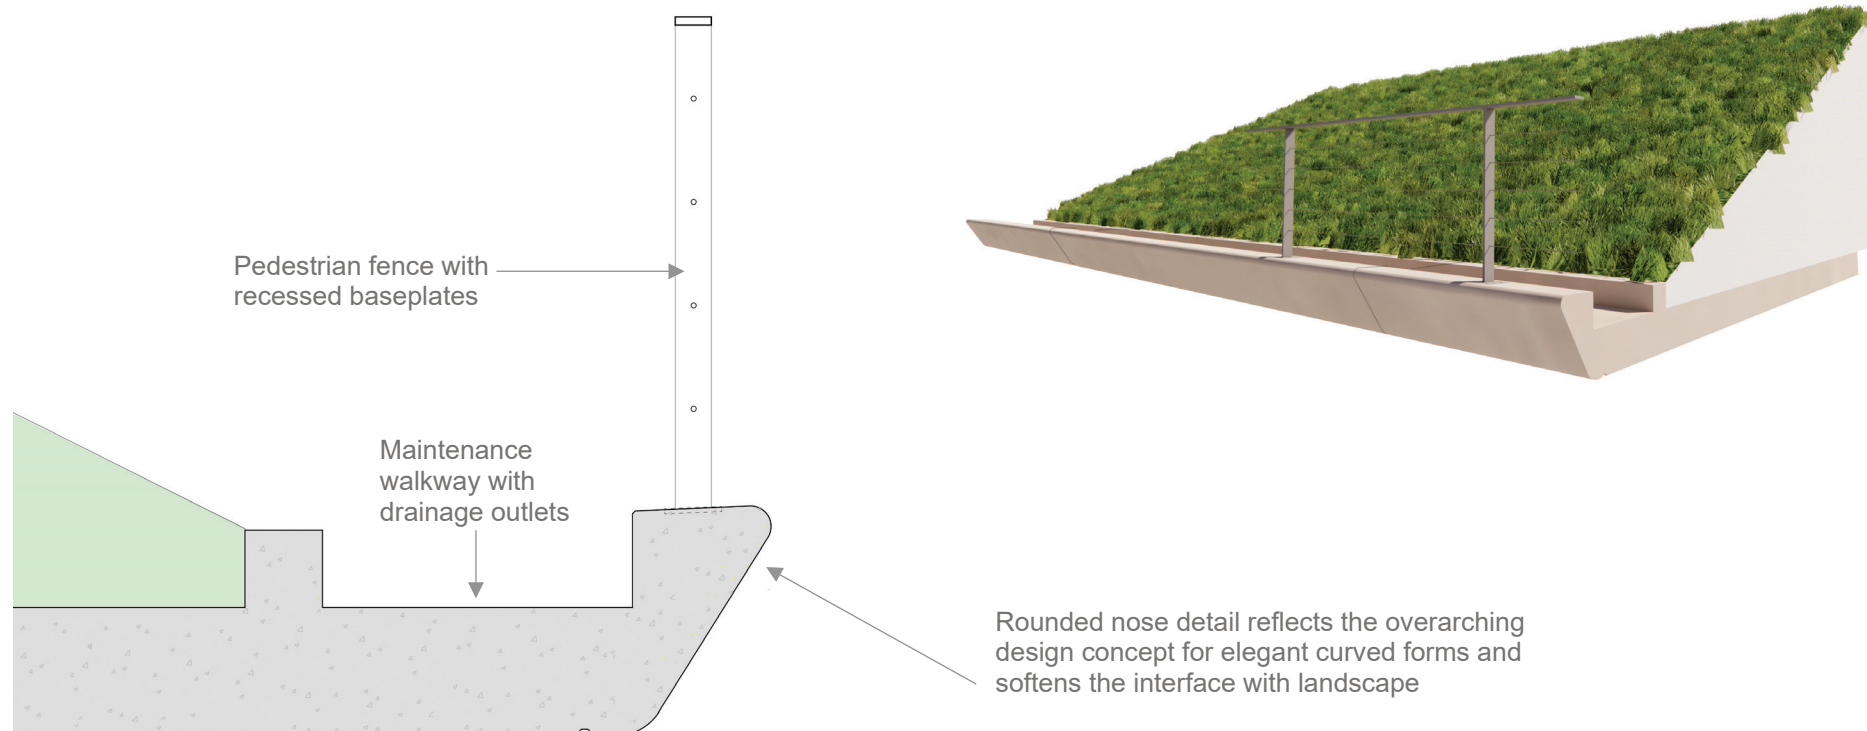 Pedestrian fence with
recessed baseplates
Maintenance
walkway with
drainage outlets
Rounded nose detail reflects the overarching
design concept for elegant curved forms and
softens the interface with landscape